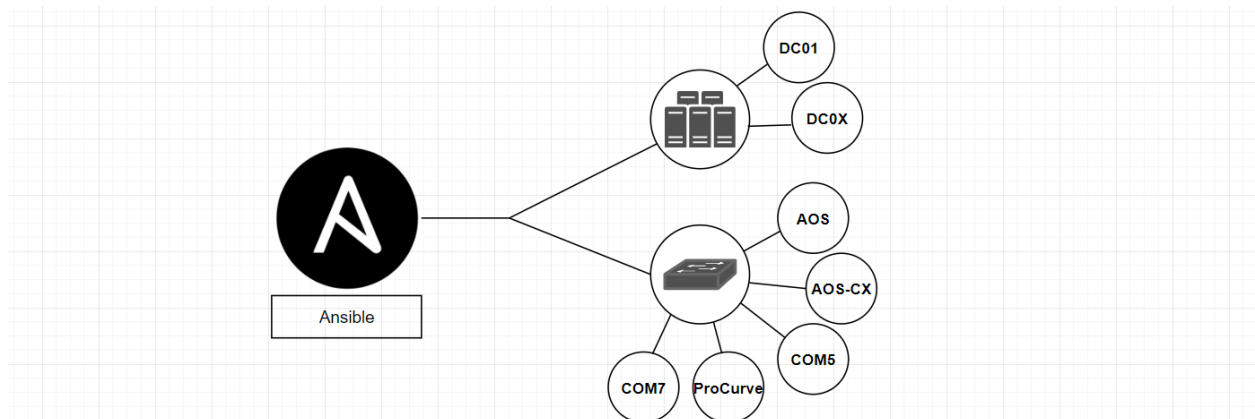 DC01
DC0X
Ansible
AOS
AOS-CX
COM5
COM7
ProCurve